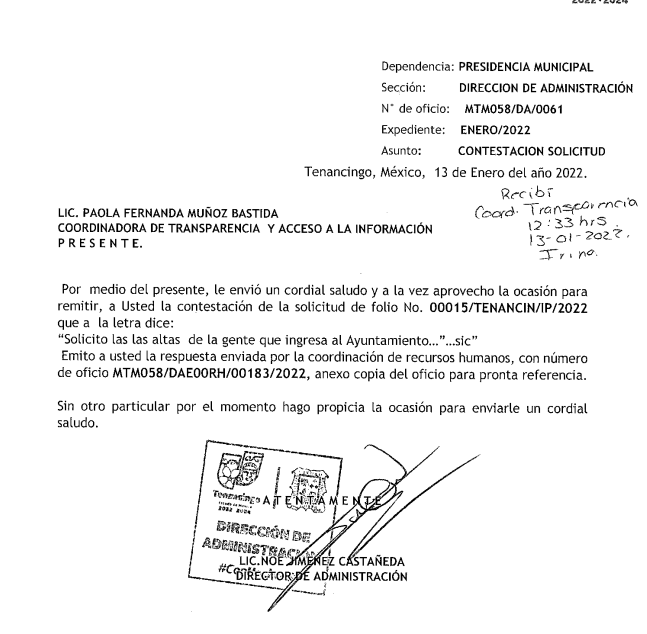 2022-2024
Dependencia: PRESIDENCIA MUNICIPAL
Sección: DIRECCION DE ADMINISTRACIÓN
N° de oficio: MTM058/DA/0061
Expediente: ENERO/2022
Asunto: CONTESTACION SOLICITUD
Tenancingo, México, 13 de Enero del año 2022.
Recibí
Coord. Transparencia
12:33 hrs
13-01-2022.
LIC. PAOLA FERNANDA MUÑOZ BASTIDA
COORDINADORA DE TRANSPARENCIA Y ACCESO A LA INFORMACIÓN
P R E S E N T E.
Por medio del presente, le envió un cordial saludo y a la vez aprovecho la ocasión para
remitir, a Usted la contestación de la solicitud de folio No. 00015/TENANCIN/IP/2022
que a la letra dice:
“Solicito las las altas de la gente que ingresa al Ayuntamiento...”...sic”
Emito a usted la respuesta enviada por la coordinación de recursos humanos, con número
de oficio MTM058/DAE00RH/00183/2022, anexo copia del oficio para pronta referencia.
Sin otro particular por el momento hago propicia la ocasión para enviarle un cordial
saludo.
Tenancingo
2022 2024
A T E N T A M E N T E
DIRECCIÓN DE
ADMINISTRACIÓN
LIC.NOE JIMÉNEZ CASTAÑEDA
DIRECTOR DE ADMINISTRACIÓN